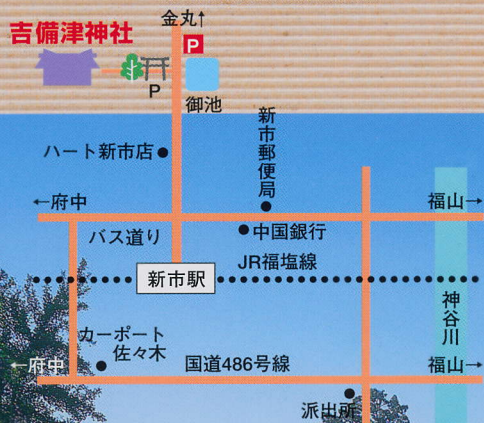 金丸↑
吉備津神社
P
P
御池
新市郵便局
ハート新市店
←府中
福山→
バス通り
中国銀行
JR福塩線
新市駅
神谷川
カーポート
佐々木
←府中
国道486号線
福山→
派出所